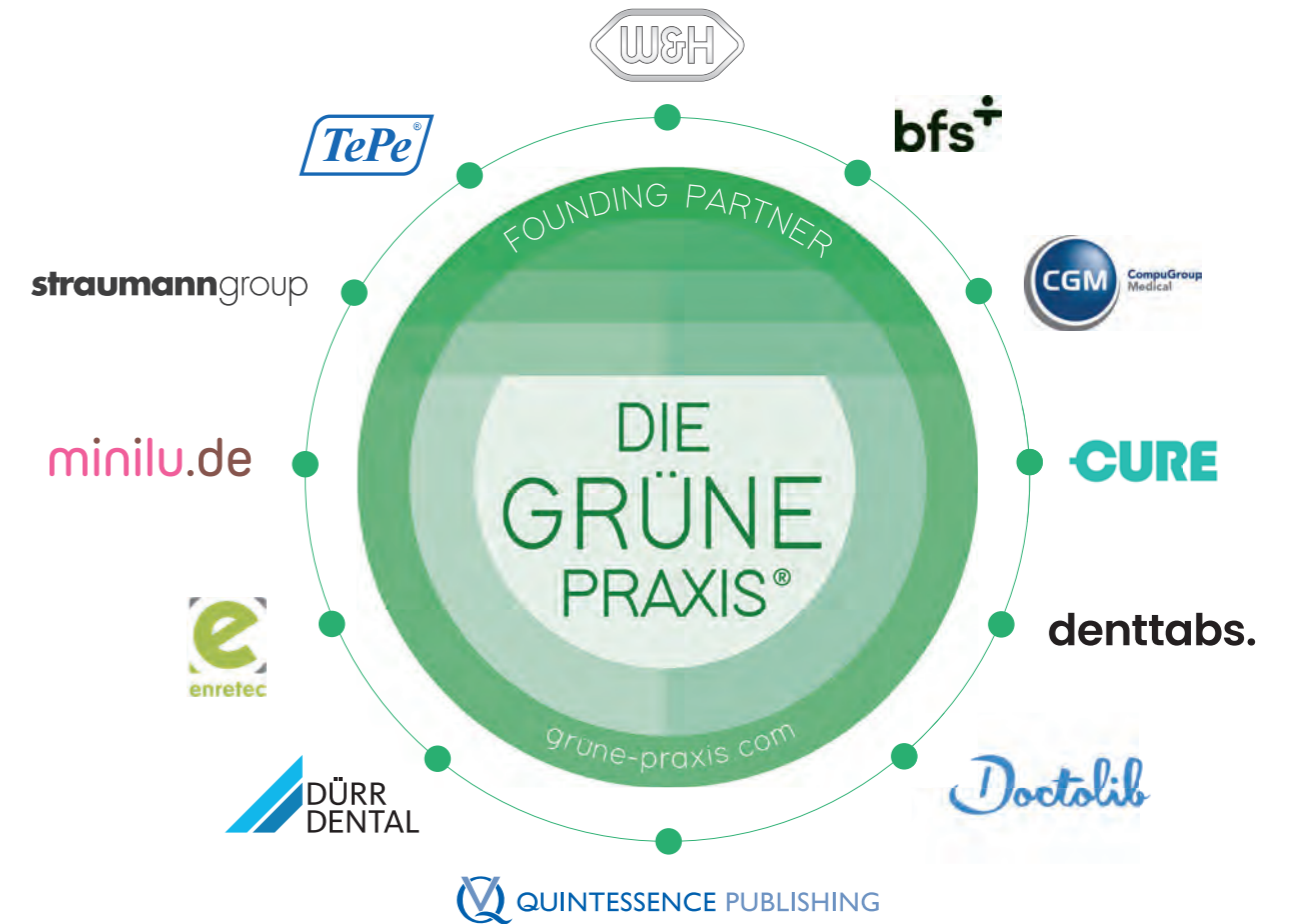 W&H
TePe®
bfs+
FOUNDING PARTNER
straumanngroup
CGM
CompuGroup
Medical
DIE
GRÜNE
PRAXIS®
minilu.de
CURE
e
enretec
denttabs.
grüne-praxis.com
DÜRR
DENTAL
Doctolib
QUINTESSENCE PUBLISHING